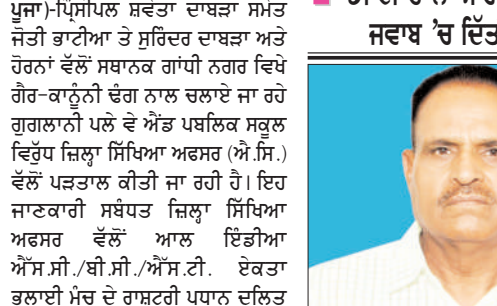 ਪੂਜਾ)-ਪ੍ਰਿੰਸੀਪਲ ਸ਼ਵੇਤਾ ਦਾਬੜਾ ਸਮੇਤ
ਜੋਤੀ ਭਾਟੀਆ ਤੇ ਸੁਰਿੰਦਰ ਦਾਬੜਾ ਅਤੇ
ਹੋਰਨਾਂ ਵੱਲੋਂ ਸਥਾਨਕ ਗਾਂਧੀ ਨਗਰ ਵਿਖੇ
ਗੈਰ-ਕਾਨੂੰਨੀ ਢੰਗ ਨਾਲ ਚਲਾਏ ਜਾ ਰਹੇ
ਗੁਗਲਾਨੀ ਪਲੇ ਵੇ ਐਂਡ ਪਬਲਿਕ ਸਕੂਲ
ਵਿਰੁੱਧ ਜ਼ਿਲ੍ਹਾ ਸਿੱਖਿਆ ਅਫਸਰ (ਐ.ਸਿ.)
ਵੱਲੋਂ ਪੜਤਾਲ ਕੀਤੀ ਜਾ ਰਹੀ ਹੈ। ਇਹ
ਜਾਣਕਾਰੀ ਸਬੰਧਤ ਜ਼ਿਲ੍ਹਾ ਸਿੱਖਿਆ
ਅਫਸਰ ਵੱਲੋਂ ਆਲ ਇੰਡੀਆ
ਐੱਸ.ਸੀ./ਬੀ.ਸੀ./ਐੱਸ.ਟੀ. ਏਕਤਾ
ਭਲਾਈ ਮੰਚ ਦੇ ਰਾਸ਼ਟਰੀ ਪ੍ਰਧਾਨ ਦਲਿਤ
ਜਵਾਬ 'ਚ ਦਿੱਤ